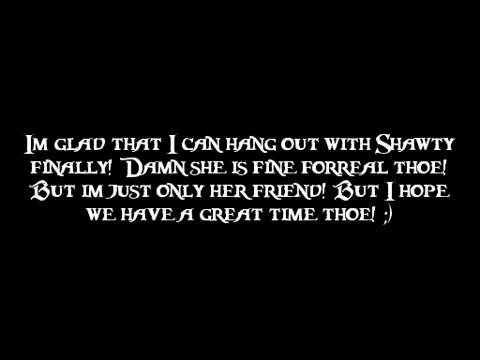 Im glad that I can hang out with Shawty
finally! Damn she is fine forreal thoe!
But im just only her friend! But I hope
we have a great time thoe! ;)